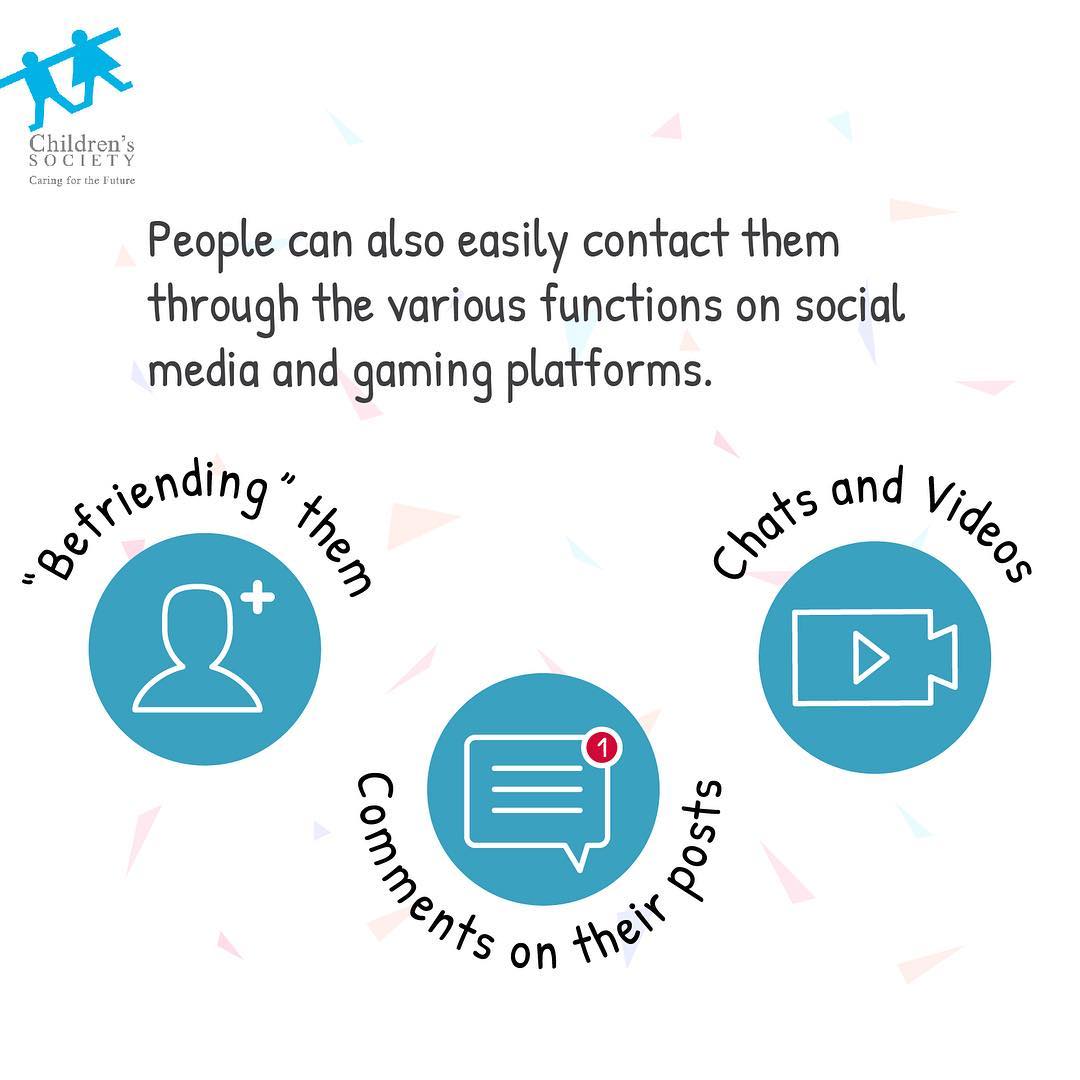 Children's
SOCIETY
Caring for the Future
People can also easily contact them
through the various functions on social
media and gaming platforms.
"Befriending" them
Chats and Videos
1
Comments on their posts